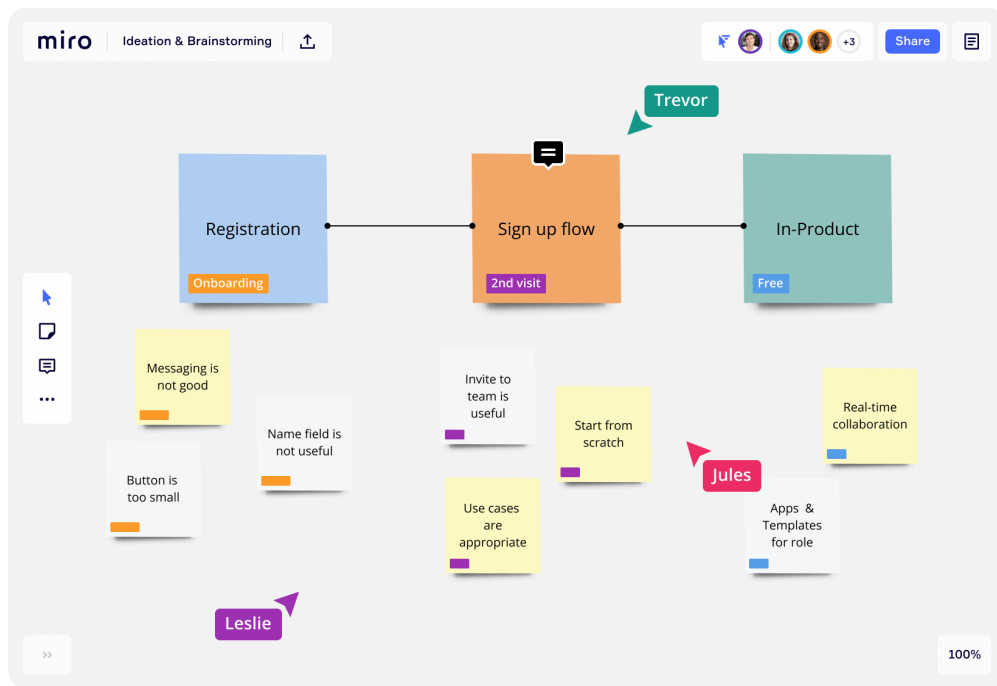 miro
Ideation & Brainstorming
+3
Share
Trevor
Registration
Onboarding
Sign up flow
2nd visit
In-Product
Free
Messaging is
not good
Name field is
not useful
Button is
too small
Invite to
team is
useful
Start from
scratch
Use cases
are
appropriate
Real-time
collaboration
Jules
Apps &
Templates
for role
Leslie
100%